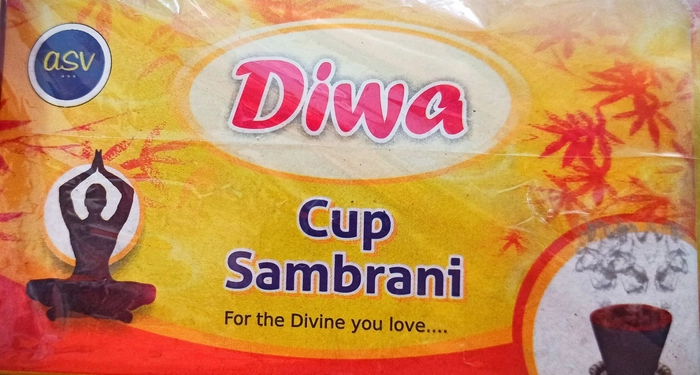 asv
Diwa
Cup
Sambrani
For the Divine you love....